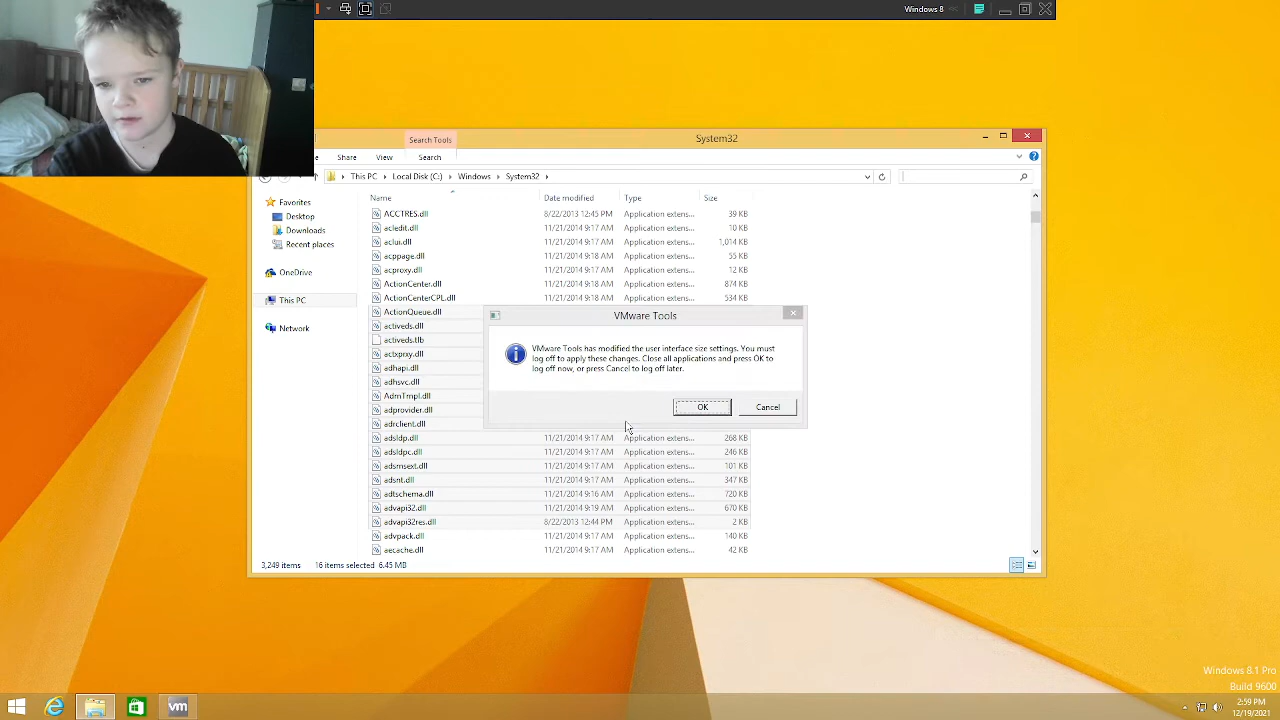 Windows 8
Search Tools
System32
Share View Search
This PC Local Disk (C:) Windows System32
Name Date modified Type Size
Favorites
Desktop
Downloads
Recent places
OneDrive
This PC
Network
ACCTRES.dll 8/22/2013 12:45 PM Application extens... 39 KB
acledit.dll 11/21/2014 9:17 AM Application extens... 10 KB
aclui.dll 11/21/2014 9:17 AM Application extens... 1,014 KB
acppage.dll 11/21/2014 9:18 AM Application extens... 55 KB
acproxy.dll 11/21/2014 9:17 AM Application extens... 12 KB
ActionCenter.dll 11/21/2014 9:18 AM Application extens... 874 KB
ActionCenterCPL.dll 11/21/2014 9:18 AM Application extens... 534 KB
ActionQueue.dll
activeds.dll
activeds.tlb
actxprxy.dll
adhapi.dll
adhsvc.dll
AdmTmpl.dll
adprovider.dll
adrclient.dll
adsldp.dll 11/21/2014 9:17 AM Application extens... 268 KB
adsldpc.dll 11/21/2014 9:17 AM Application extens... 246 KB
adsmsext.dll 11/21/2014 9:17 AM Application extens... 101 KB
adsnt.dll 11/21/2014 9:17 AM Application extens... 347 KB
adtschema.dll 11/21/2014 9:16 AM Application extens... 720 KB
advapi32.dll 11/21/2014 9:19 AM Application extens... 670 KB
advapi32res.dll 8/22/2013 12:44 PM Application extens... 2 KB
advpack.dll 11/21/2014 9:17 AM Application extens... 140 KB
aecache.dll 11/21/2014 9:17 AM Application extens... 42 KB
VMware Tools
VMware Tools has modified the user interface size settings. You must
log off to apply these changes. Close all applications and press OK to
log off now, or press Cancel to log off later.
OK Cancel
3,249 items 16 items selected 6.45 MB
Windows 8.1 Pro
Build 9600
vm
2:59 PM
12/19/2021